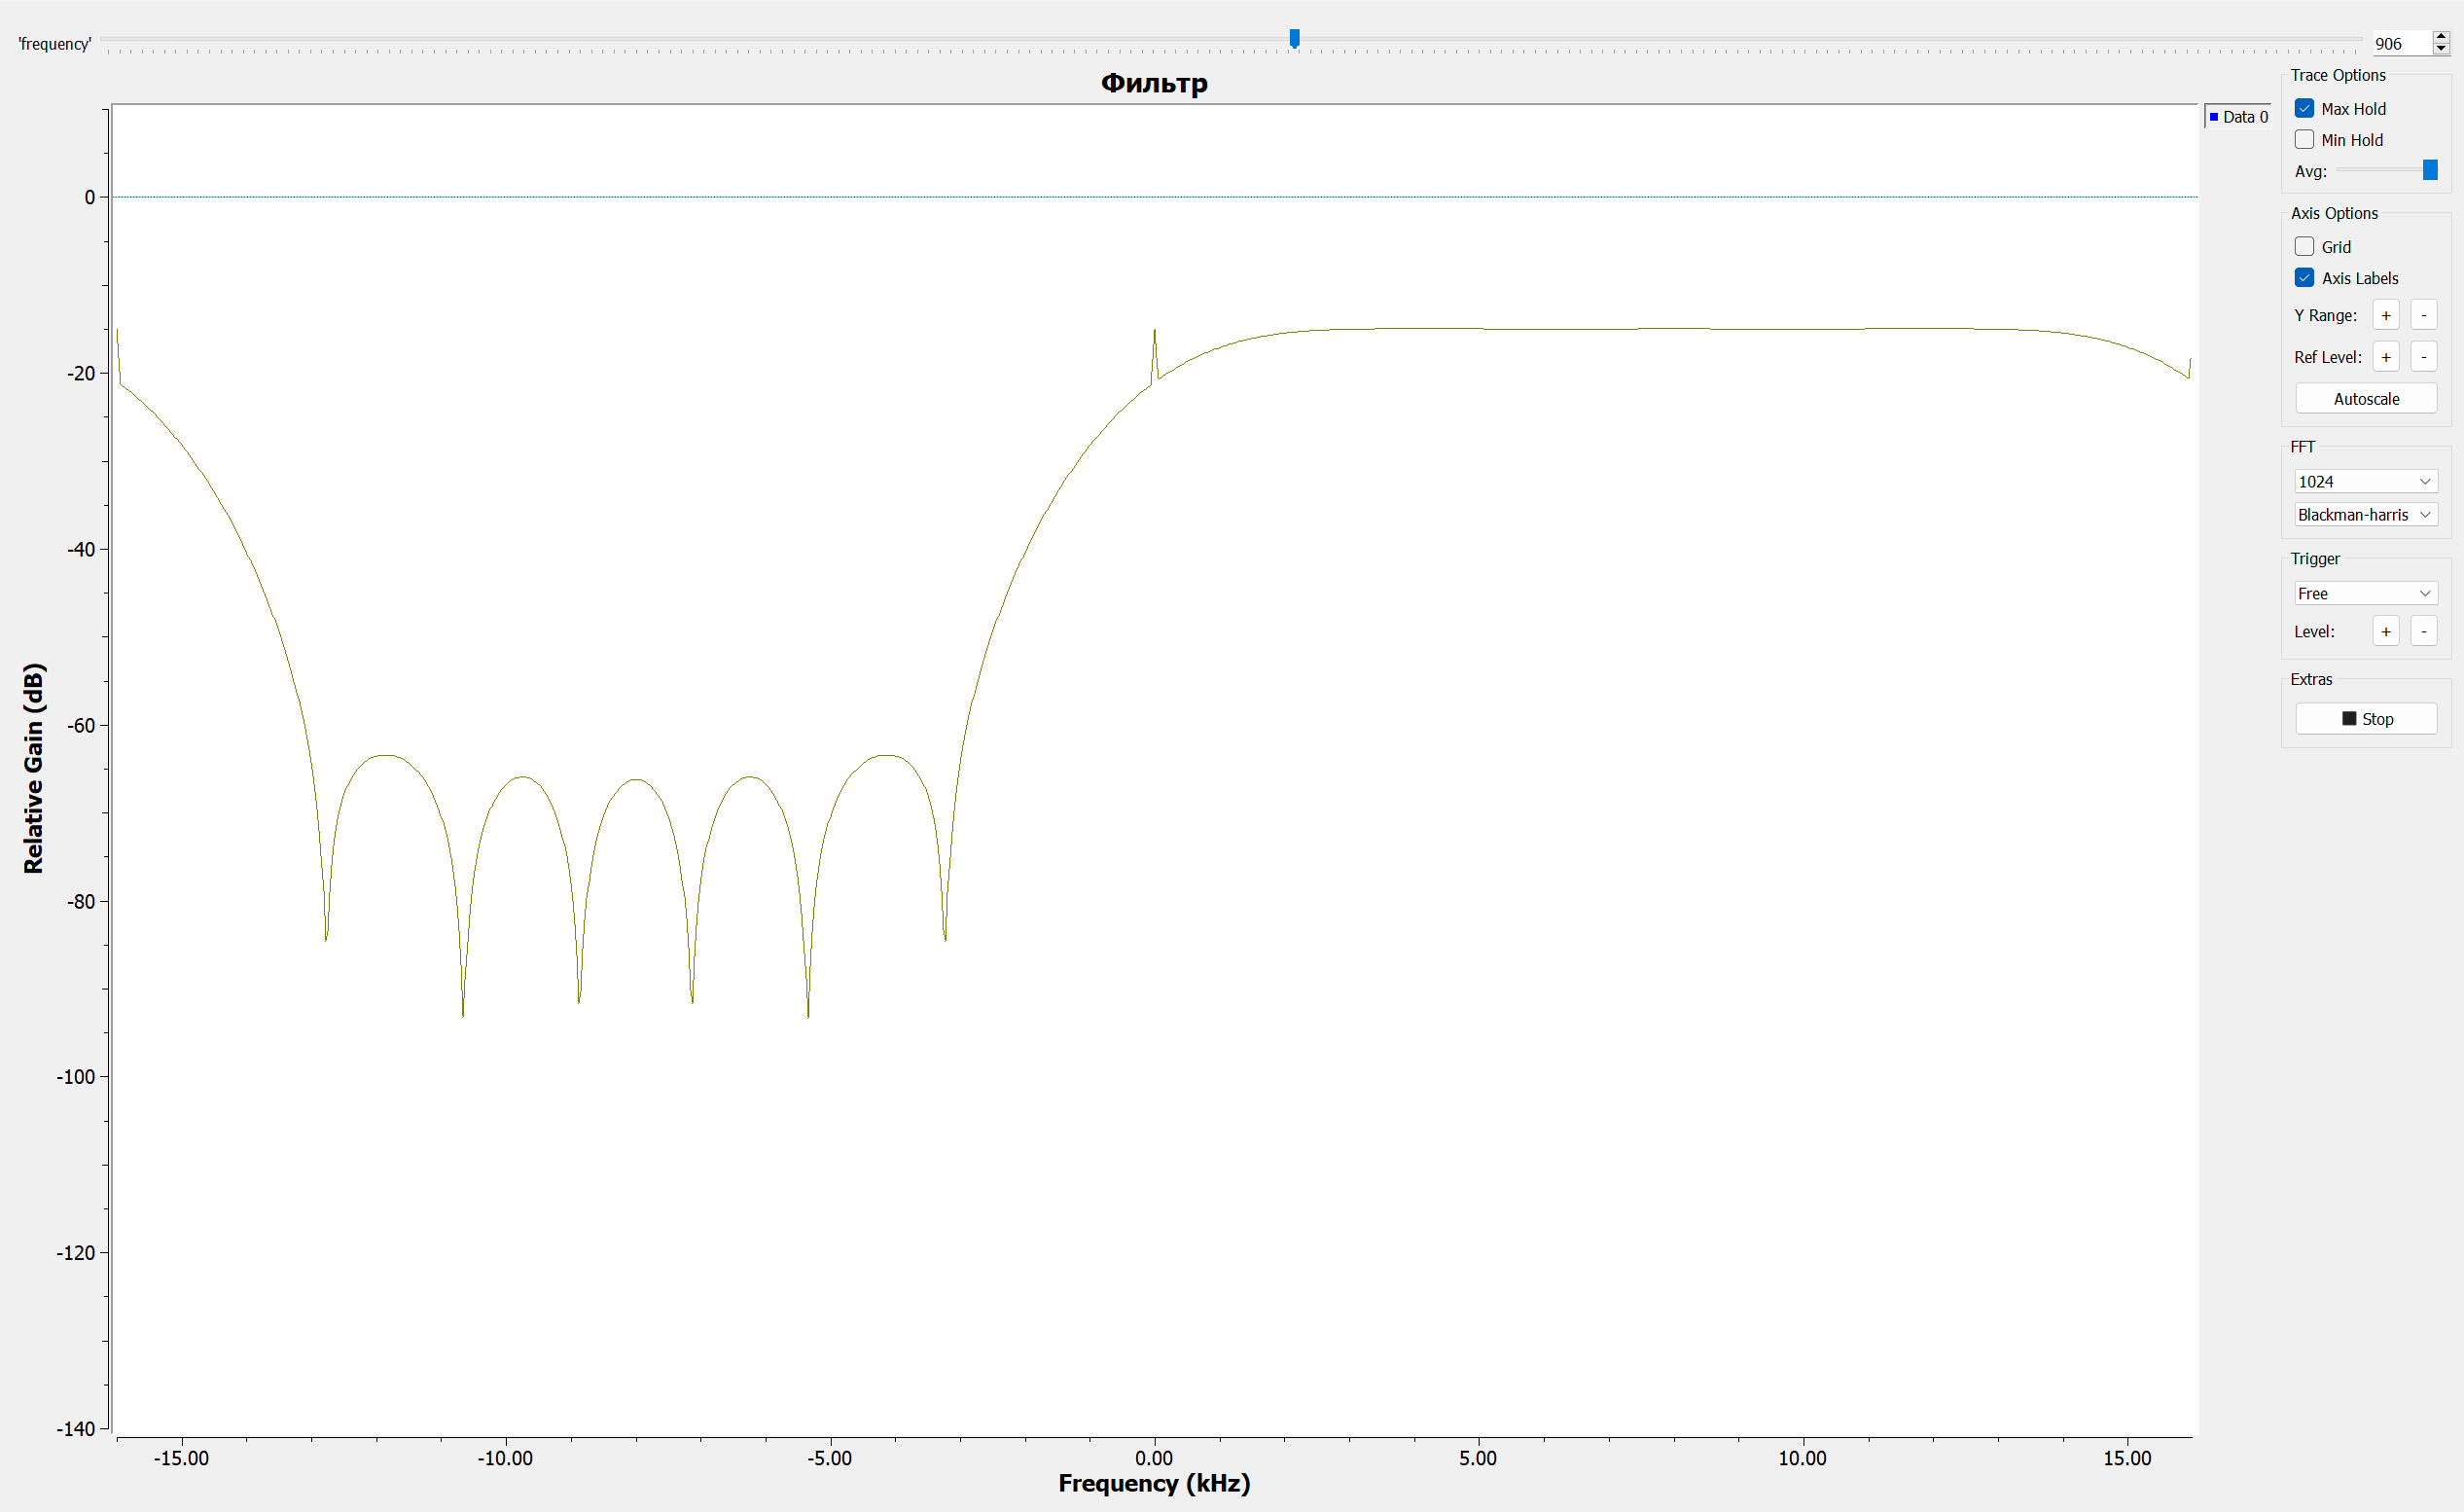 'frequency'
906
Фильтр
Data 0
Trace Options
Max Hold
Min Hold
Avg:
Axis Options
Grid
Axis Labels
Y Range: + -
Ref Level: + -
Autoscale
FFT
1024
Blackman-harris
Trigger
Free
Level: + -
Extras
Stop
Relative Gain (dB)
0
-20
-40
-60
-80
-100
-120
-140
-15.00 -10.00 -5.00 0.00 5.00 10.00 15.00
Frequency (kHz)